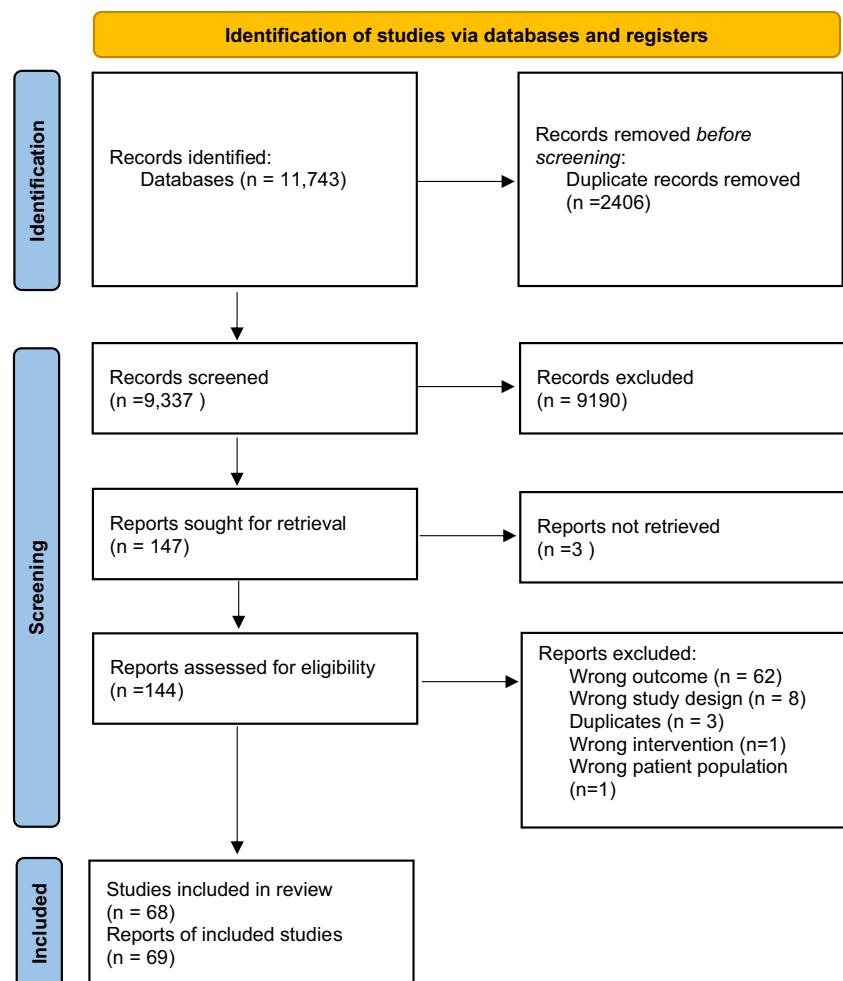 Identification of studies via databases and registers
Identification
Records identified:
Databases (n = 11,743)
Records removed before
screening:
Duplicate records removed
(n =2406)
Screening
Records screened
(n =9,337 )
Records excluded
(n = 9190)
Reports sought for retrieval
(n = 147)
Reports not retrieved
(n =3 )
Reports assessed for eligibility
(n =144)
Reports excluded:
Wrong outcome (n = 62)
Wrong study design (n = 8)
Duplicates (n = 3)
Wrong intervention (n=1)
Wrong patient population
(n=1)
Included
Studies included in review
(n = 68)
Reports of included studies
(n = 69)